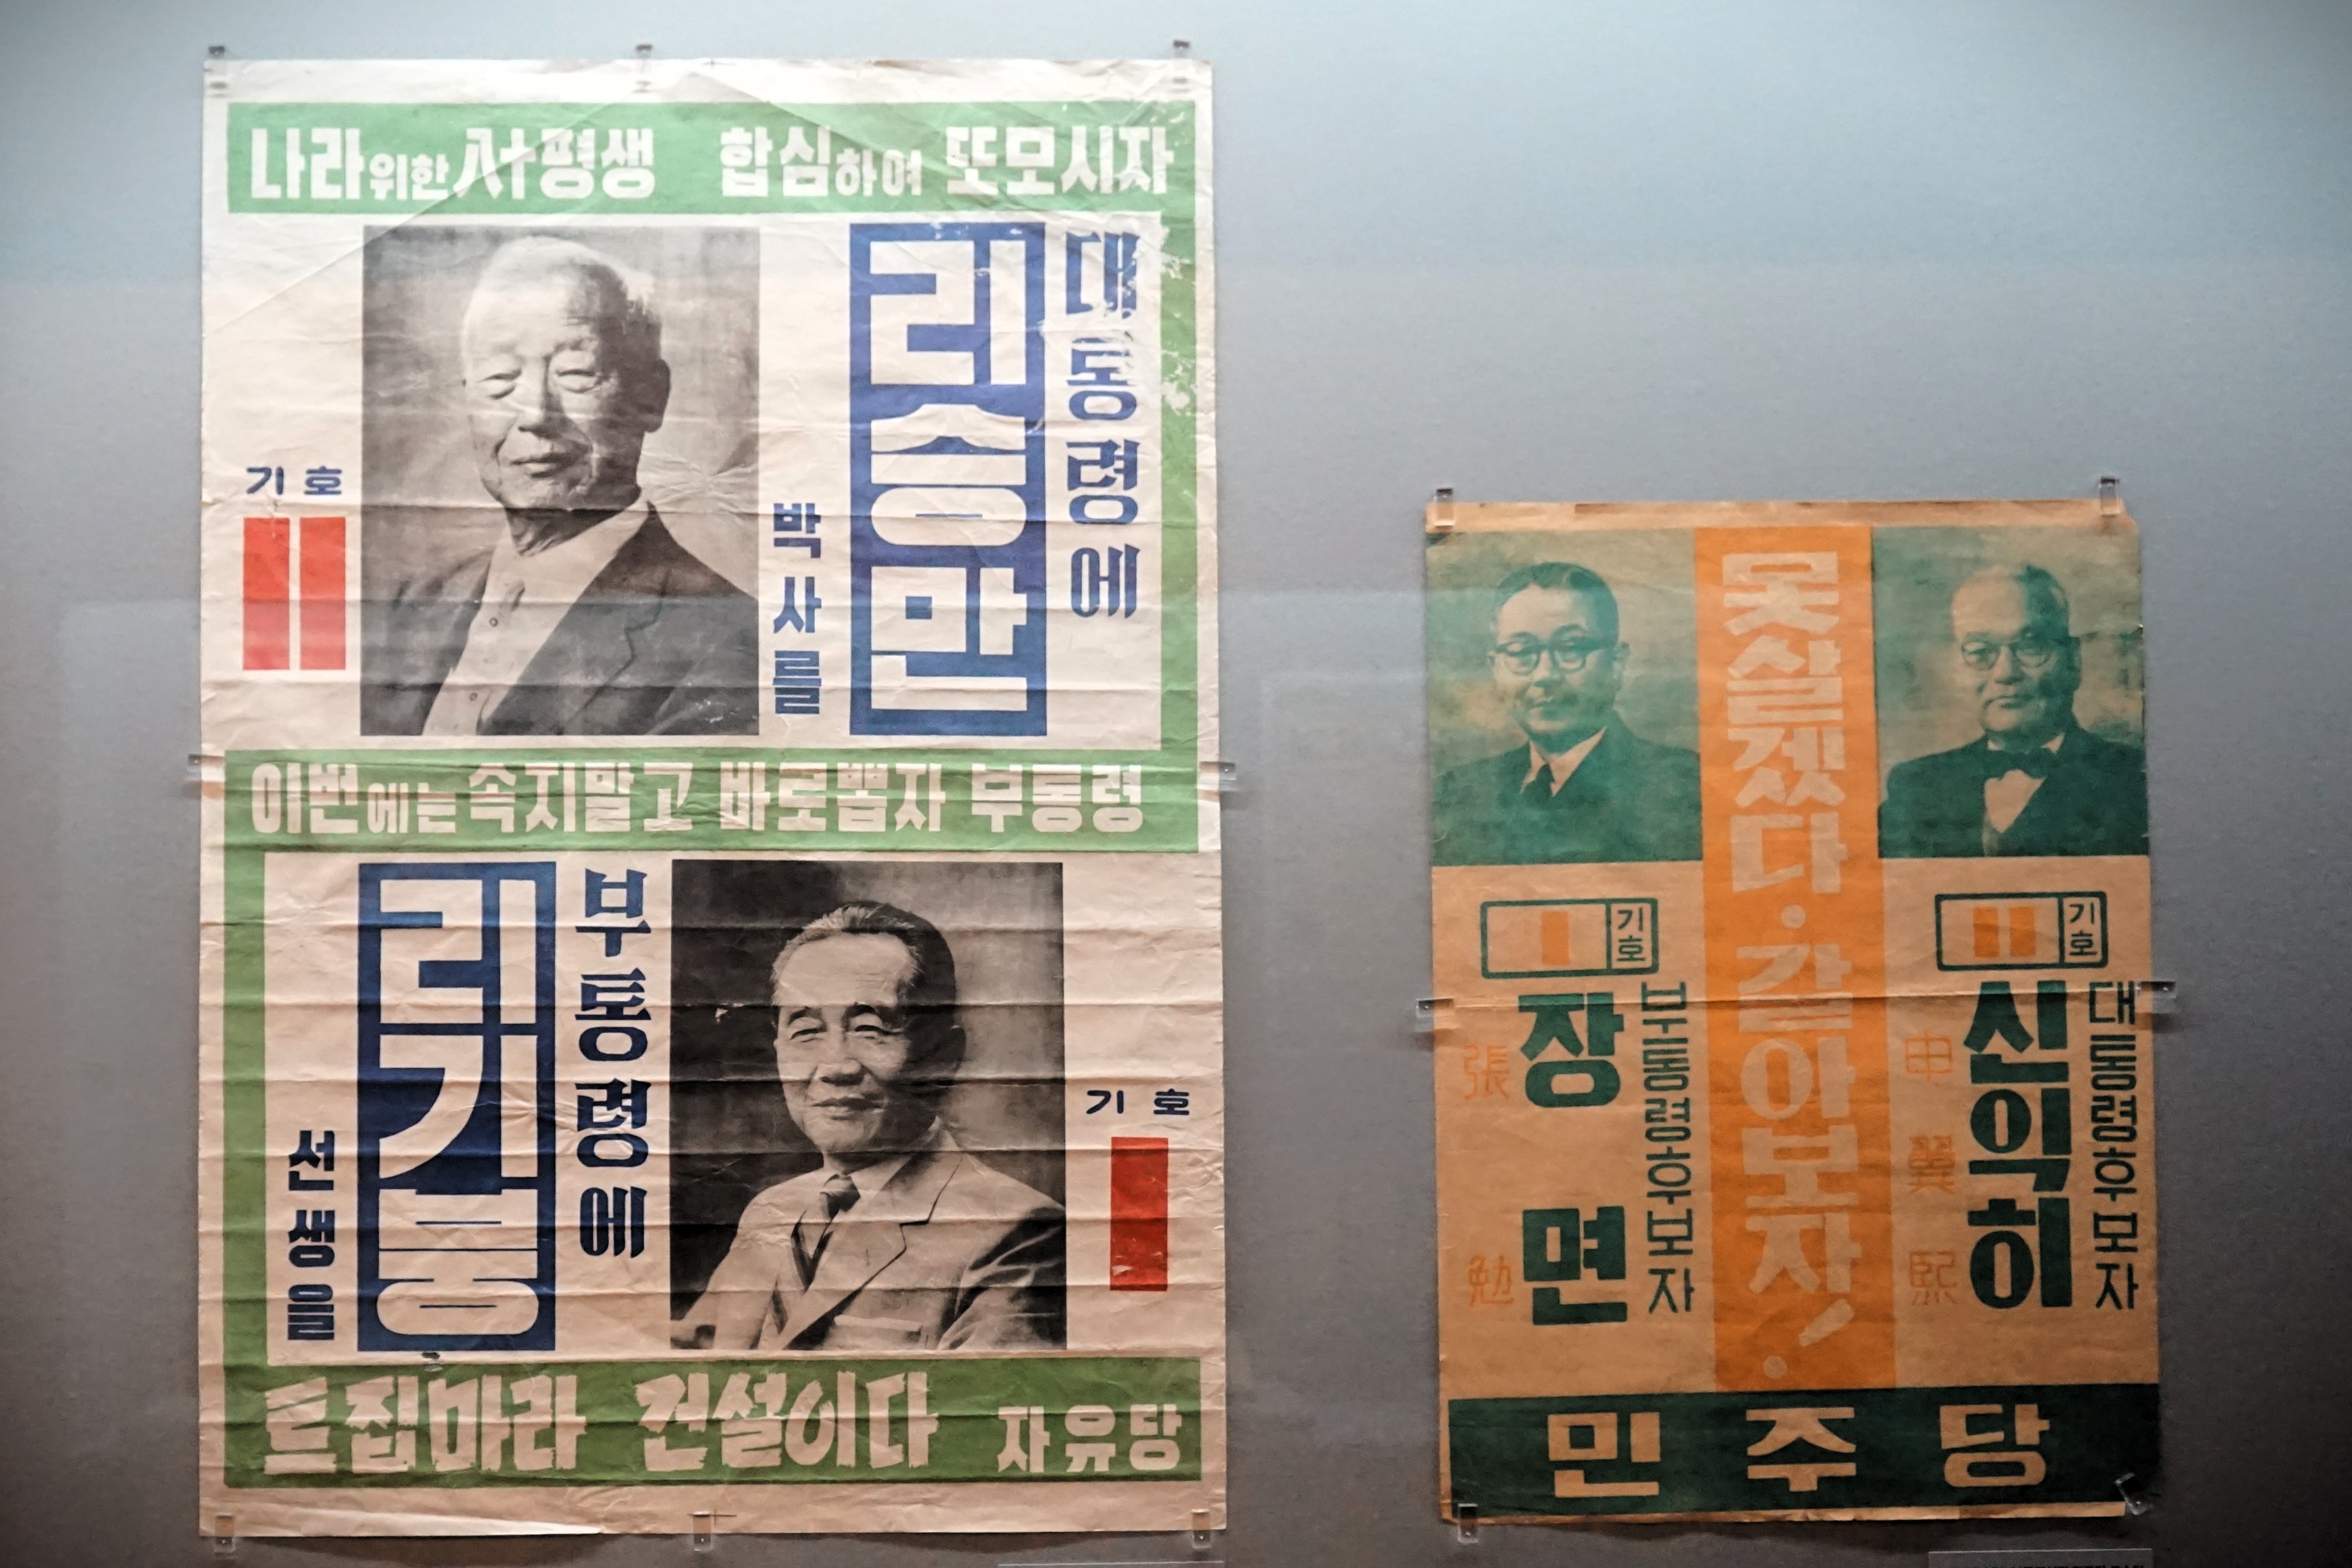 나라위한 八十평생 합심하여 또모시자
대통령에
리승만
박사를
기호
II
이번에는 속지말고 바로뽑자 부통령
기호
I
부통령에
리기붕
선생을
트집마라 건설이다 자유당
못살겠다·갈아보자!
기호
II
대통령후보자
신익히
申翼熙
기호
I
부통령후보자
장면
張勉
민주당